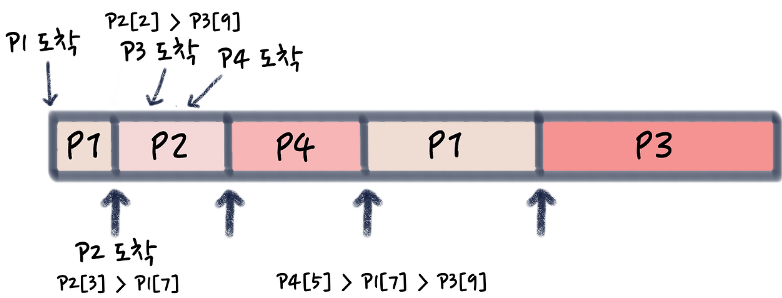 P2[2] > P3[9]
P1 도착
P3 도착
P4 도착
P1
P2
P4
P1
P3
P2 도착
P2[3] > P1[7]
P4[5] > P1[7] > P3[9]